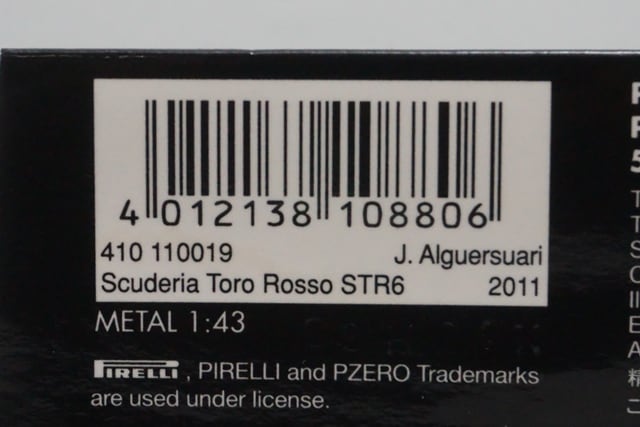 4 012138 108806
410 110019 J. Alguersuari
Scuderia Toro Rosso STR6 2011
METAL 1:43
PIRELLI, PIRELLI and PZERO Trademarks
are used under license.